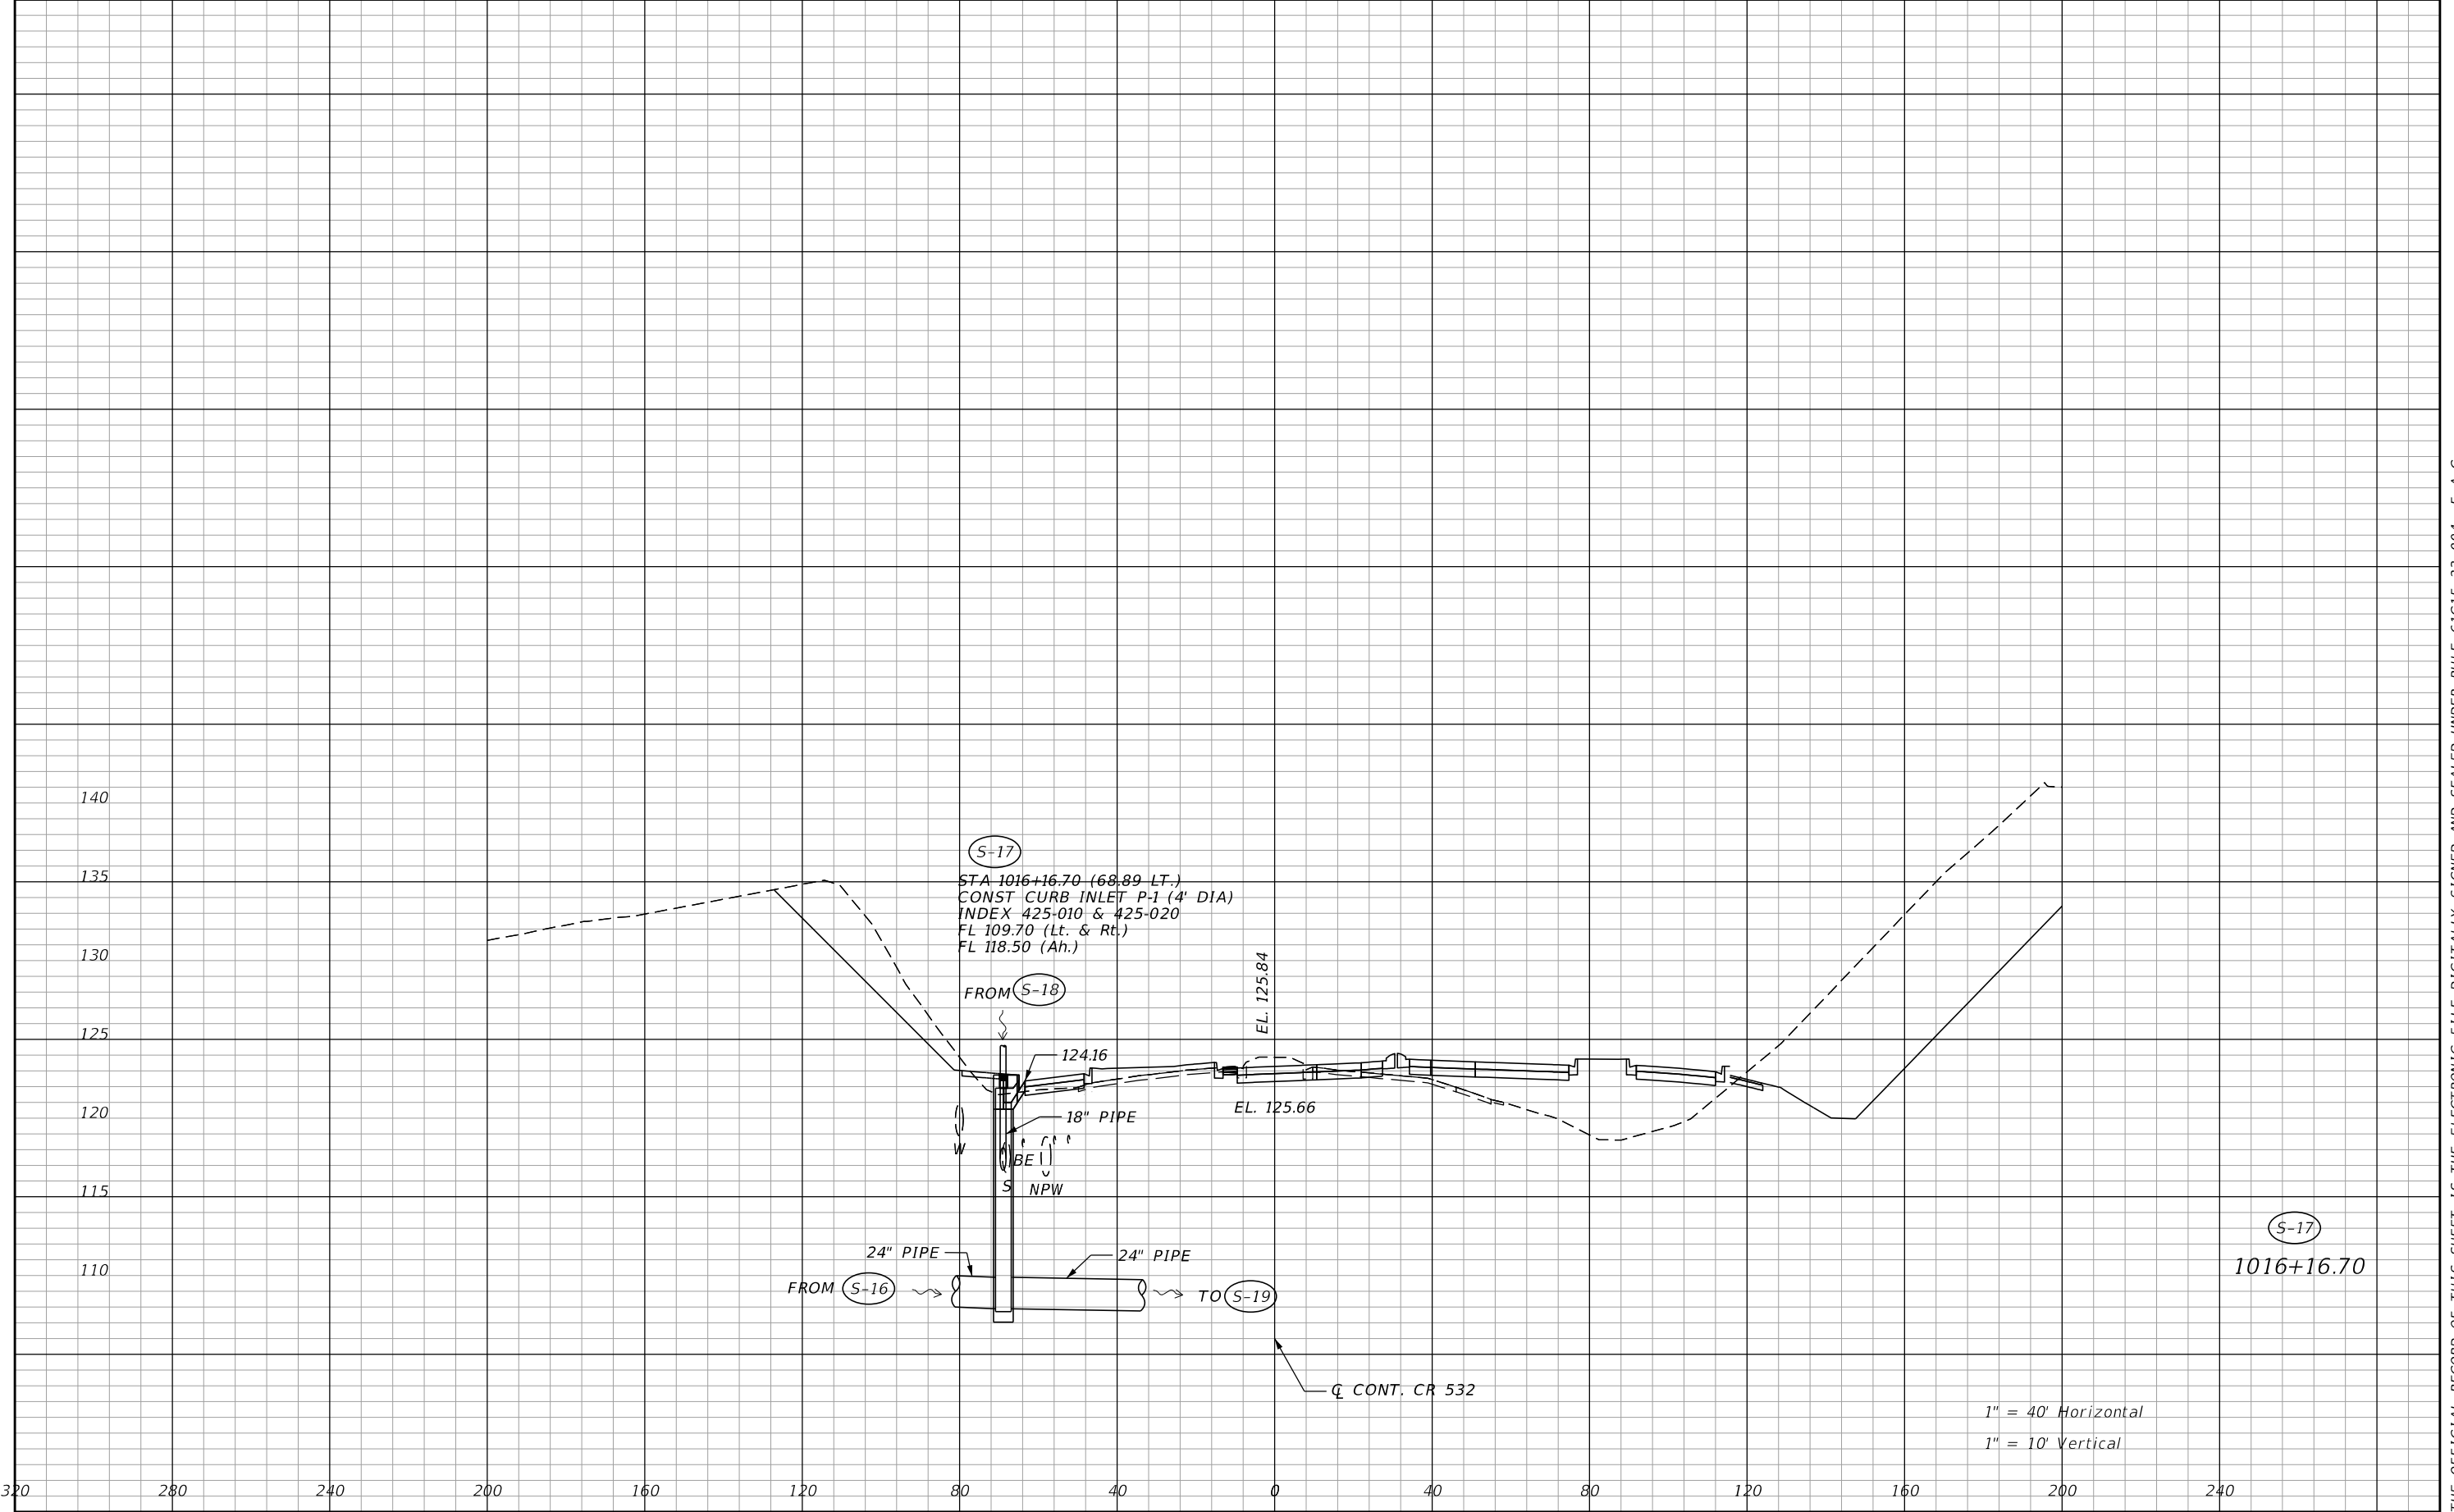 140
S-17
135
STA 1016+16.70 (68.89 LT.)
CONST CURB INLET P-1 (4' DIA)
INDEX 425-010 & 425-020
FL 109.70 (Lt. & Rt.)
FL 118.50 (Ah.)
130
EL. 125.84
FROM S-18
125
124.16
120
EL. 125.66
18" PIPE
W
BE
S
NPW
115
S-17
1016+16.70
110
24" PIPE
24" PIPE
FROM S-16
TO S-19
℄ CONT. CR 532
1" = 40' Horizontal
1" = 10' Vertical
320 280 240 200 160 120 80 40 0 40 80 120 160 200 240